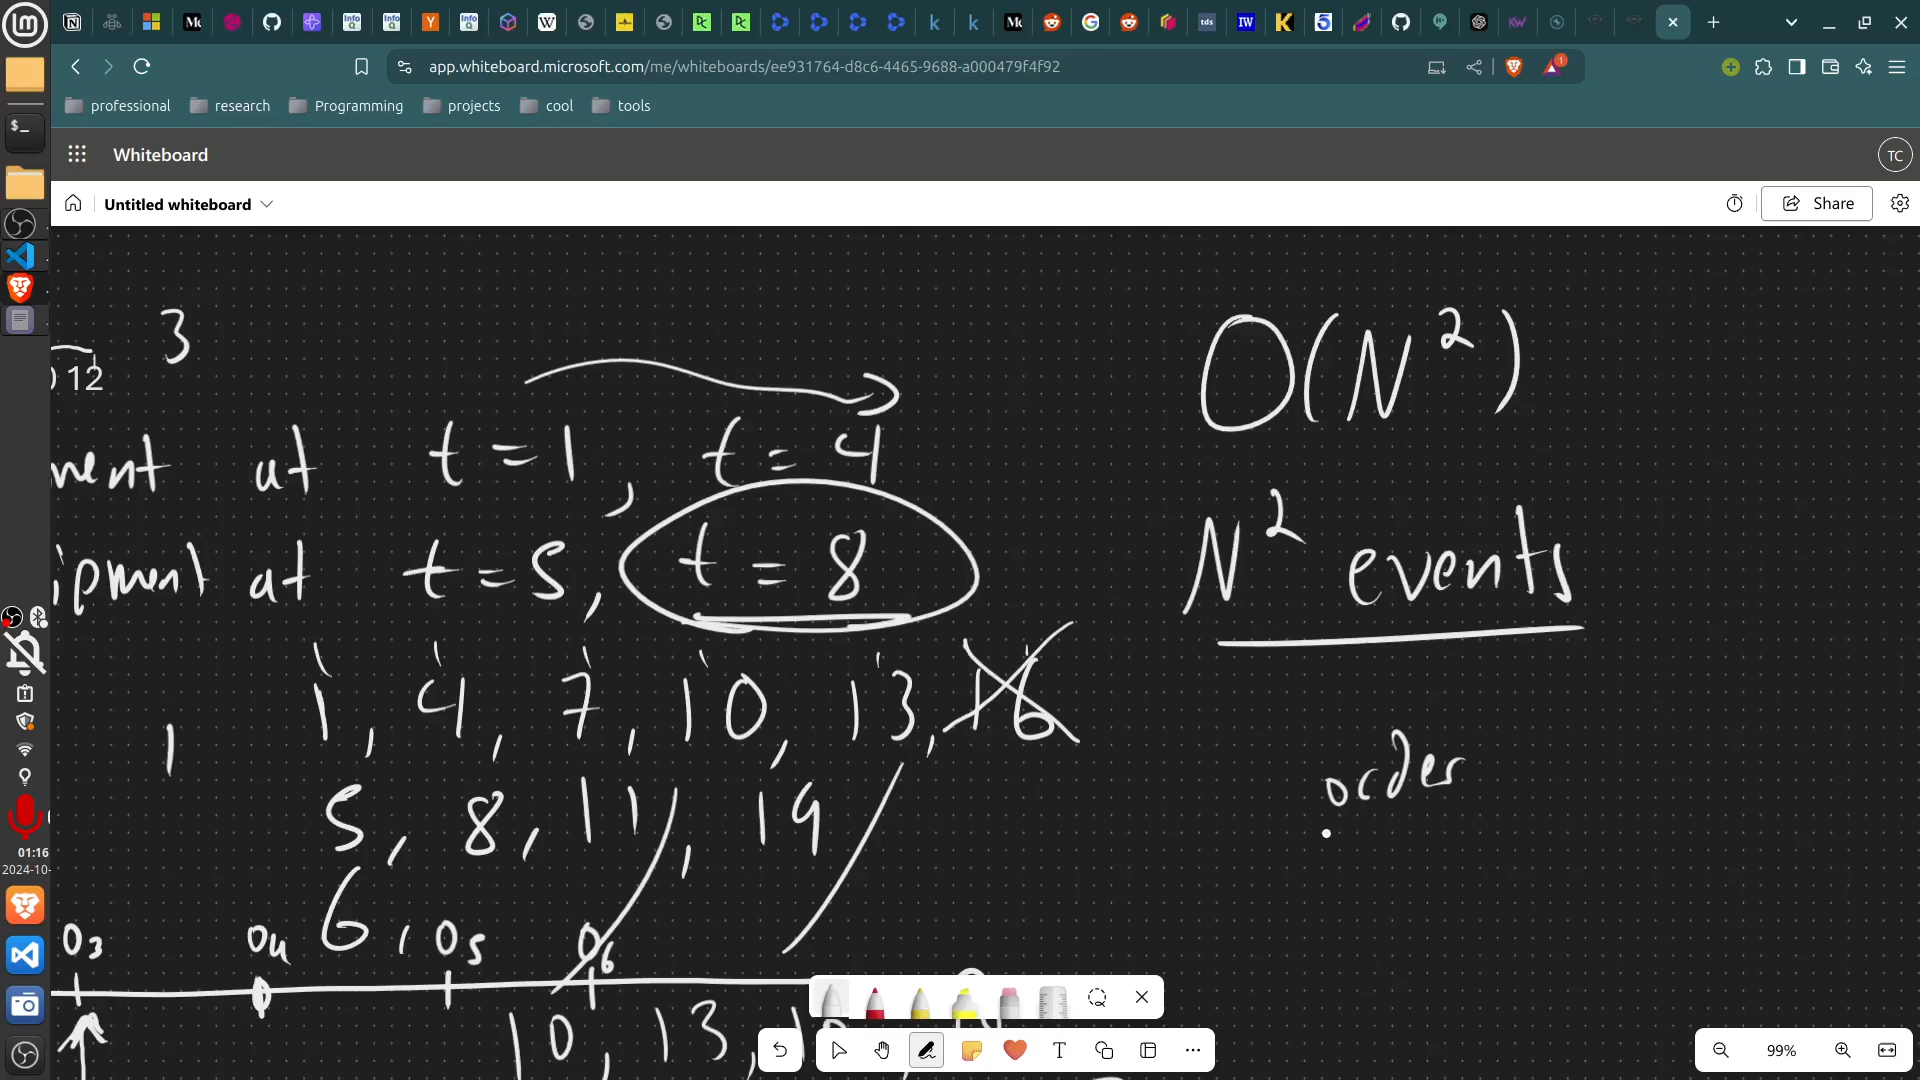 app.whiteboard.microsoft.com/me/whiteboards/ee931764-d8c6-4465-9688-a000479f4f92
professional research Programming projects cool tools
Whiteboard
TC
Untitled whiteboard
Share
3
12
O(N²)
ment at t = 1, t = 4
N² events
ipment at t = 5, t = 8
1, 4, 7, 10, 13, 16
1
order
5, 8, 11, 19
6,
O3 O4 O5 O6
10, 13,
01:16
2024-10-
99%